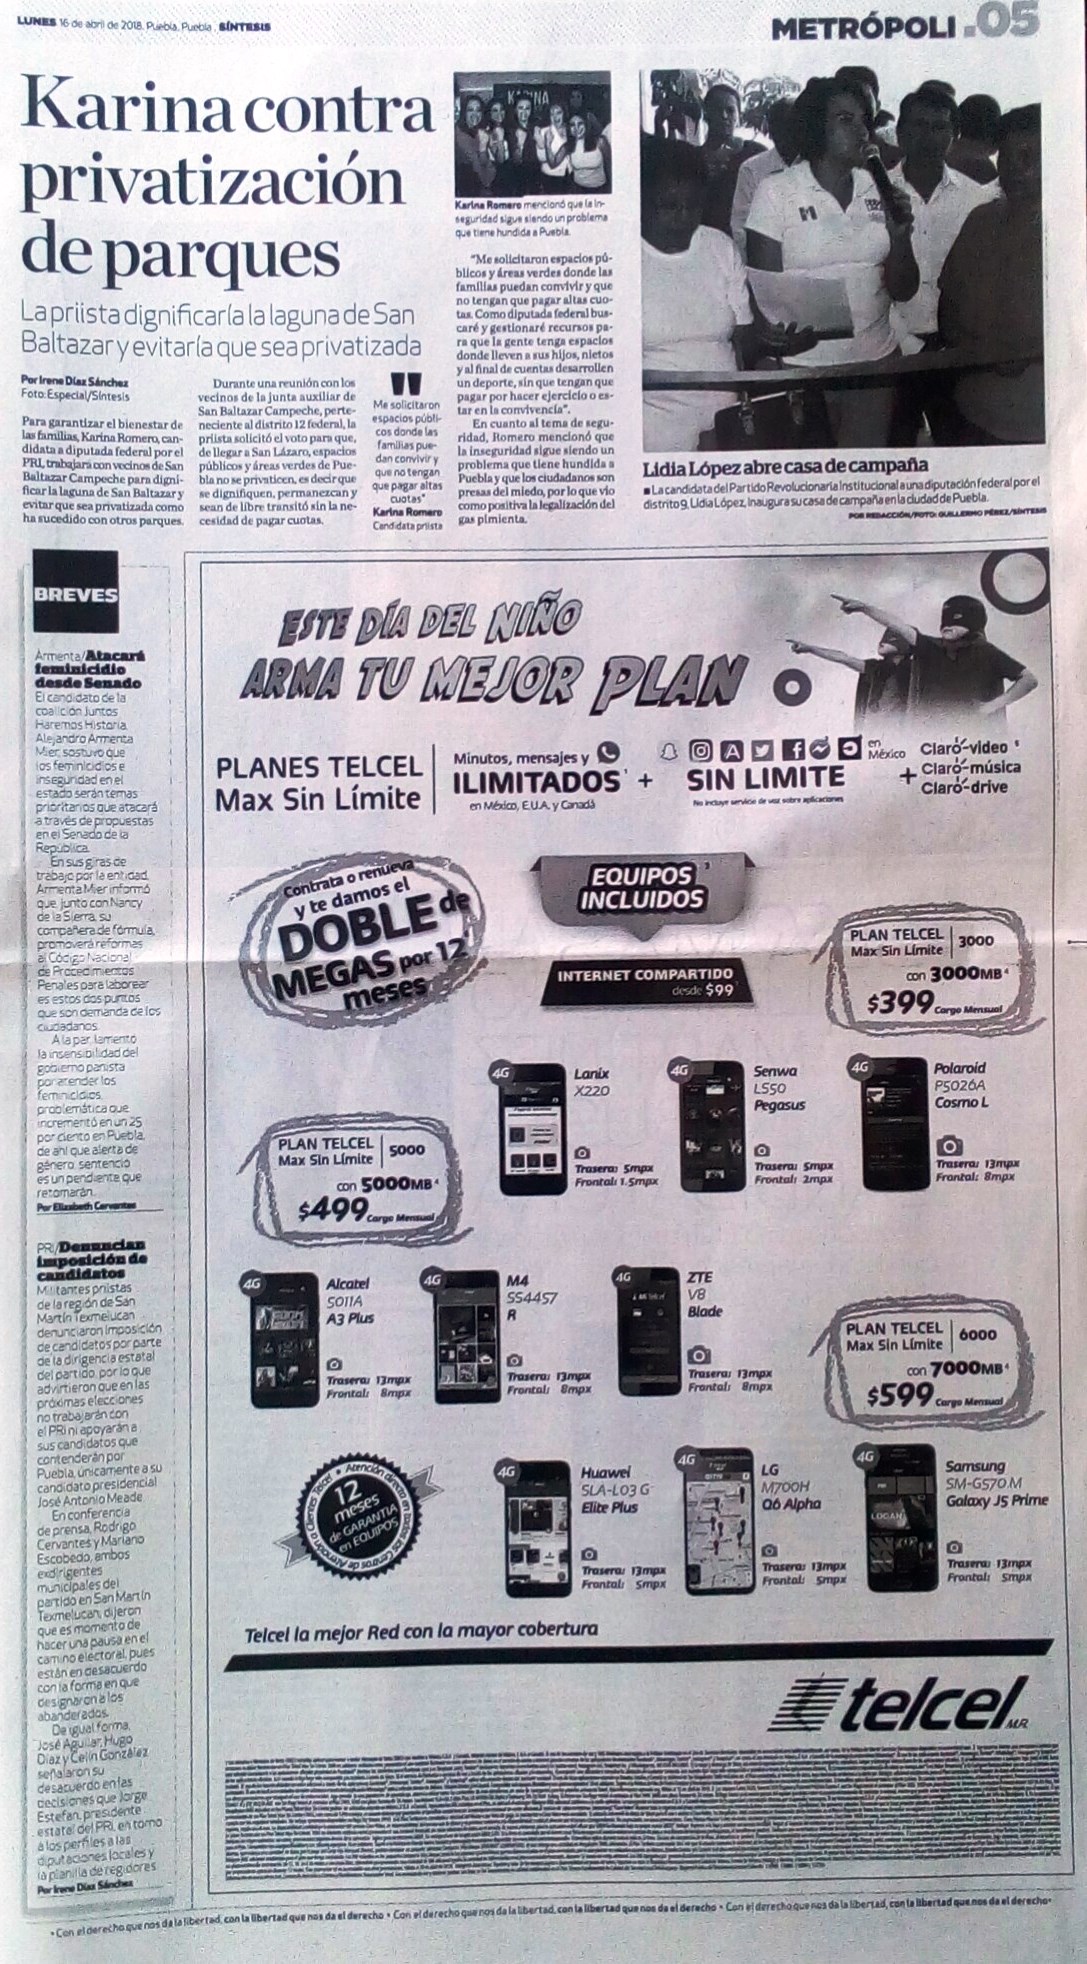 LUNES 16 de abril de 2018. Puebla, Puebla. SÍNTESIS
METRÓPOLI .05
Karina contra
privatización
de parques
La priista dignificaría la laguna de San
Baltazar y evitaría que sea privatizada
Por Irene Díaz Sánchez
Foto: Especial/Síntesis
Para garantizar el bienestar de
las familias, Karina Romero, can-
didata a diputada federal por el
PRI, trabajará con vecinos de San
Baltazar Campeche para digni-
ficar la laguna de San Baltazar y
evitar que sea privatizada como
ha sucedido con otros parques.
Durante una reunión con los
vecinos de la junta auxiliar de
San Baltazar Campeche, perte-
neciente al distrito 12 federal, la
priista solicitó el voto para que,
de llegar a San Lázaro, espacios
públicos y áreas verdes de Pue-
bla no se privaticen, es decir que
se dignifiquen, permanezcan y
sean de libre transitó sin la ne-
cesidad de pagar cuotas.
"
Me solicitaron
espacios públi-
cos donde las
familias pue-
dan convivir y
que no tengan
que pagar altas
cuotas"
Karina Romero
Candidata priista
KARINA
Karina Romero mencionó que la in-
seguridad sigue siendo un problema
que tiene hundida a Puebla.
"Me solicitaron espacios pú-
blicos y áreas verdes donde las
familias puedan convivir y que
no tengan que pagar altas cuo-
tas. Como diputada federal bus-
caré y gestionaré recursos pa-
ra que la gente tenga espacios
donde lleven a sus hijos, nietos
y al final de cuentas desarrollen
un deporte, sin que tengan que
pagar por hacer ejercicio o es-
tar en la convivencia".
En cuanto al tema de segu-
ridad, Romero mencionó que
la inseguridad sigue siendo un
problema que tiene hundida a
Puebla y que los ciudadanos son
presas del miedo, por lo que vio
como positiva la legalización del
gas pimienta.
Lidia López abre casa de campaña
La candidata del Partido Revolucionaria Institucional a una diputación federal por el
distrito 9, Lidia López, inaugura su casa de campaña en la ciudad de Puebla.
POR REDACCIÓN/FOTO: GUILLERMO PÉREZ/SÍNTESIS
BREVES
Armenta/Atacará
feminicidio
desde Senado
El candidato de la
coalición Juntos
Haremos Historia,
Alejandro Armenta
Mier, sostuvo que
los feminicidios e
inseguridad en el
estado serán temas
prioritarios que atacará
a través de propuestas
en el Senado de la
República.
En sus giras de
trabajo por la entidad,
Armenta Mier informó
que junto con Nancy
de la Sierra, su
compañera de fórmula,
promoverá reformas
al Código Nacional
de Procedimientos
Penales para laborear
es estos dos puntos
que son demanda de los
ciudadanos.
A la par, lamento
la insensibilidad del
gobierno panista
por atender los
feminicidios,
problemática que
incrementó en un 25
por ciento en Puebla,
de ahí que alerta de
género, sentenció
es un pendiente que
retomarán.
Por Elizabeth Cervantes
PRI/Denuncian
imposición de
candidatos
Militantes priistas
de la región de San
Martín Texmelucan
denunciaron imposición
de candidatos por parte
de la dirigencia estatal
del partido, por lo que
advirtieron que en las
próximas elecciones
no trabajarán con
el PRI ni apoyarán a
sus candidatos que
contenderán por
Puebla, únicamente a su
candidato presidencial
José Antonio Meade.
En conferencia
de prensa, Rodrigo
Cervantes y Mariano
Escobedo, ambos
exdirigentes
municipales del
partido en San Martín
Texmelucan, dijeron
que es momento de
hacer una pausa en el
camino electoral, pues
están en desacuerdo
con la forma en que
designaron a los
abanderados.
De igual forma,
José Aguilar, Hugo
Díaz y Celín González
señalaron su
desacuerdo en las
decisiones que Jorge
Estefan, presidente
estatal del PRI, en torno
a los perfiles a las
diputaciones locales y
la planilla de regidores
Por Irene Díaz Sánchez
ESTE DÍA DEL NIÑO
ARMA TU MEJOR PLAN
PLANES TELCEL
Max Sin Límite
Minutos, mensajes y
ILIMITADOS¹ +
en México, E.U.A. y Canadá
en México
SIN LIMITE
No incluye servicio de voz sobre aplicaciones
+ Claro-video
Claro-música
Claro-drive
Contrata o renueva
y te damos el
DOBLE de
MEGAS por 12
meses
EQUIPOS
INCLUIDOS
INTERNET COMPARTIDO
desde $99
PLAN TELCEL
Max Sin Límite
3000
con 3000MB⁴
$399 Cargo Mensual
4G
Lanix
X220
Trasera: 5mpx
Frontal: 1.5mpx
4G
Senwa
LS50
Pegasus
Trasera: 5mpx
Frontal: 2mpx
4G
Polaroid
P5026A
Cosmo L
Trasera: 13mpx
Frontal: 8mpx
PLAN TELCEL
Max Sin Límite
5000
con 5000MB⁴
$499 Cargo Mensual
4G
Alcatel
5011A
A3 Plus
Trasera: 13mpx
Frontal: 8mpx
4G
M4
SS4457
R
Trasera: 13mpx
Frontal: 8mpx
4G
ZTE
V8
Blade
Trasera: 13mpx
Frontal: 8mpx
PLAN TELCEL
Max Sin Límite
6000
con 7000MB⁴
$599 Cargo Mensual
Atención directa en todos los Centros de Atención a Clientes Telcel
12
meses
de GARANTÍA
en EQUIPOS
4G
Huawei
SLA-L03 G
Elite Plus
Trasera: 13mpx
Frontal: 5mpx
4G
LG
M700H
Q6 Alpha
Trasera: 13mpx
Frontal: 5mpx
4G
LOGAN
Samsung
SM-G570 M
Galaxy J5 Prime
Trasera: 13mpx
Frontal: 5mpx
Telcel la mejor Red con la mayor cobertura
telcel M.R.
• Con el derecho que nos da la libertad, con la libertad que nos da el derecho • Con el derecho que nos da la libertad, con la libertad que nos da el derecho • Con el derecho que nos da la libertad, con la libertad que nos da el derecho•